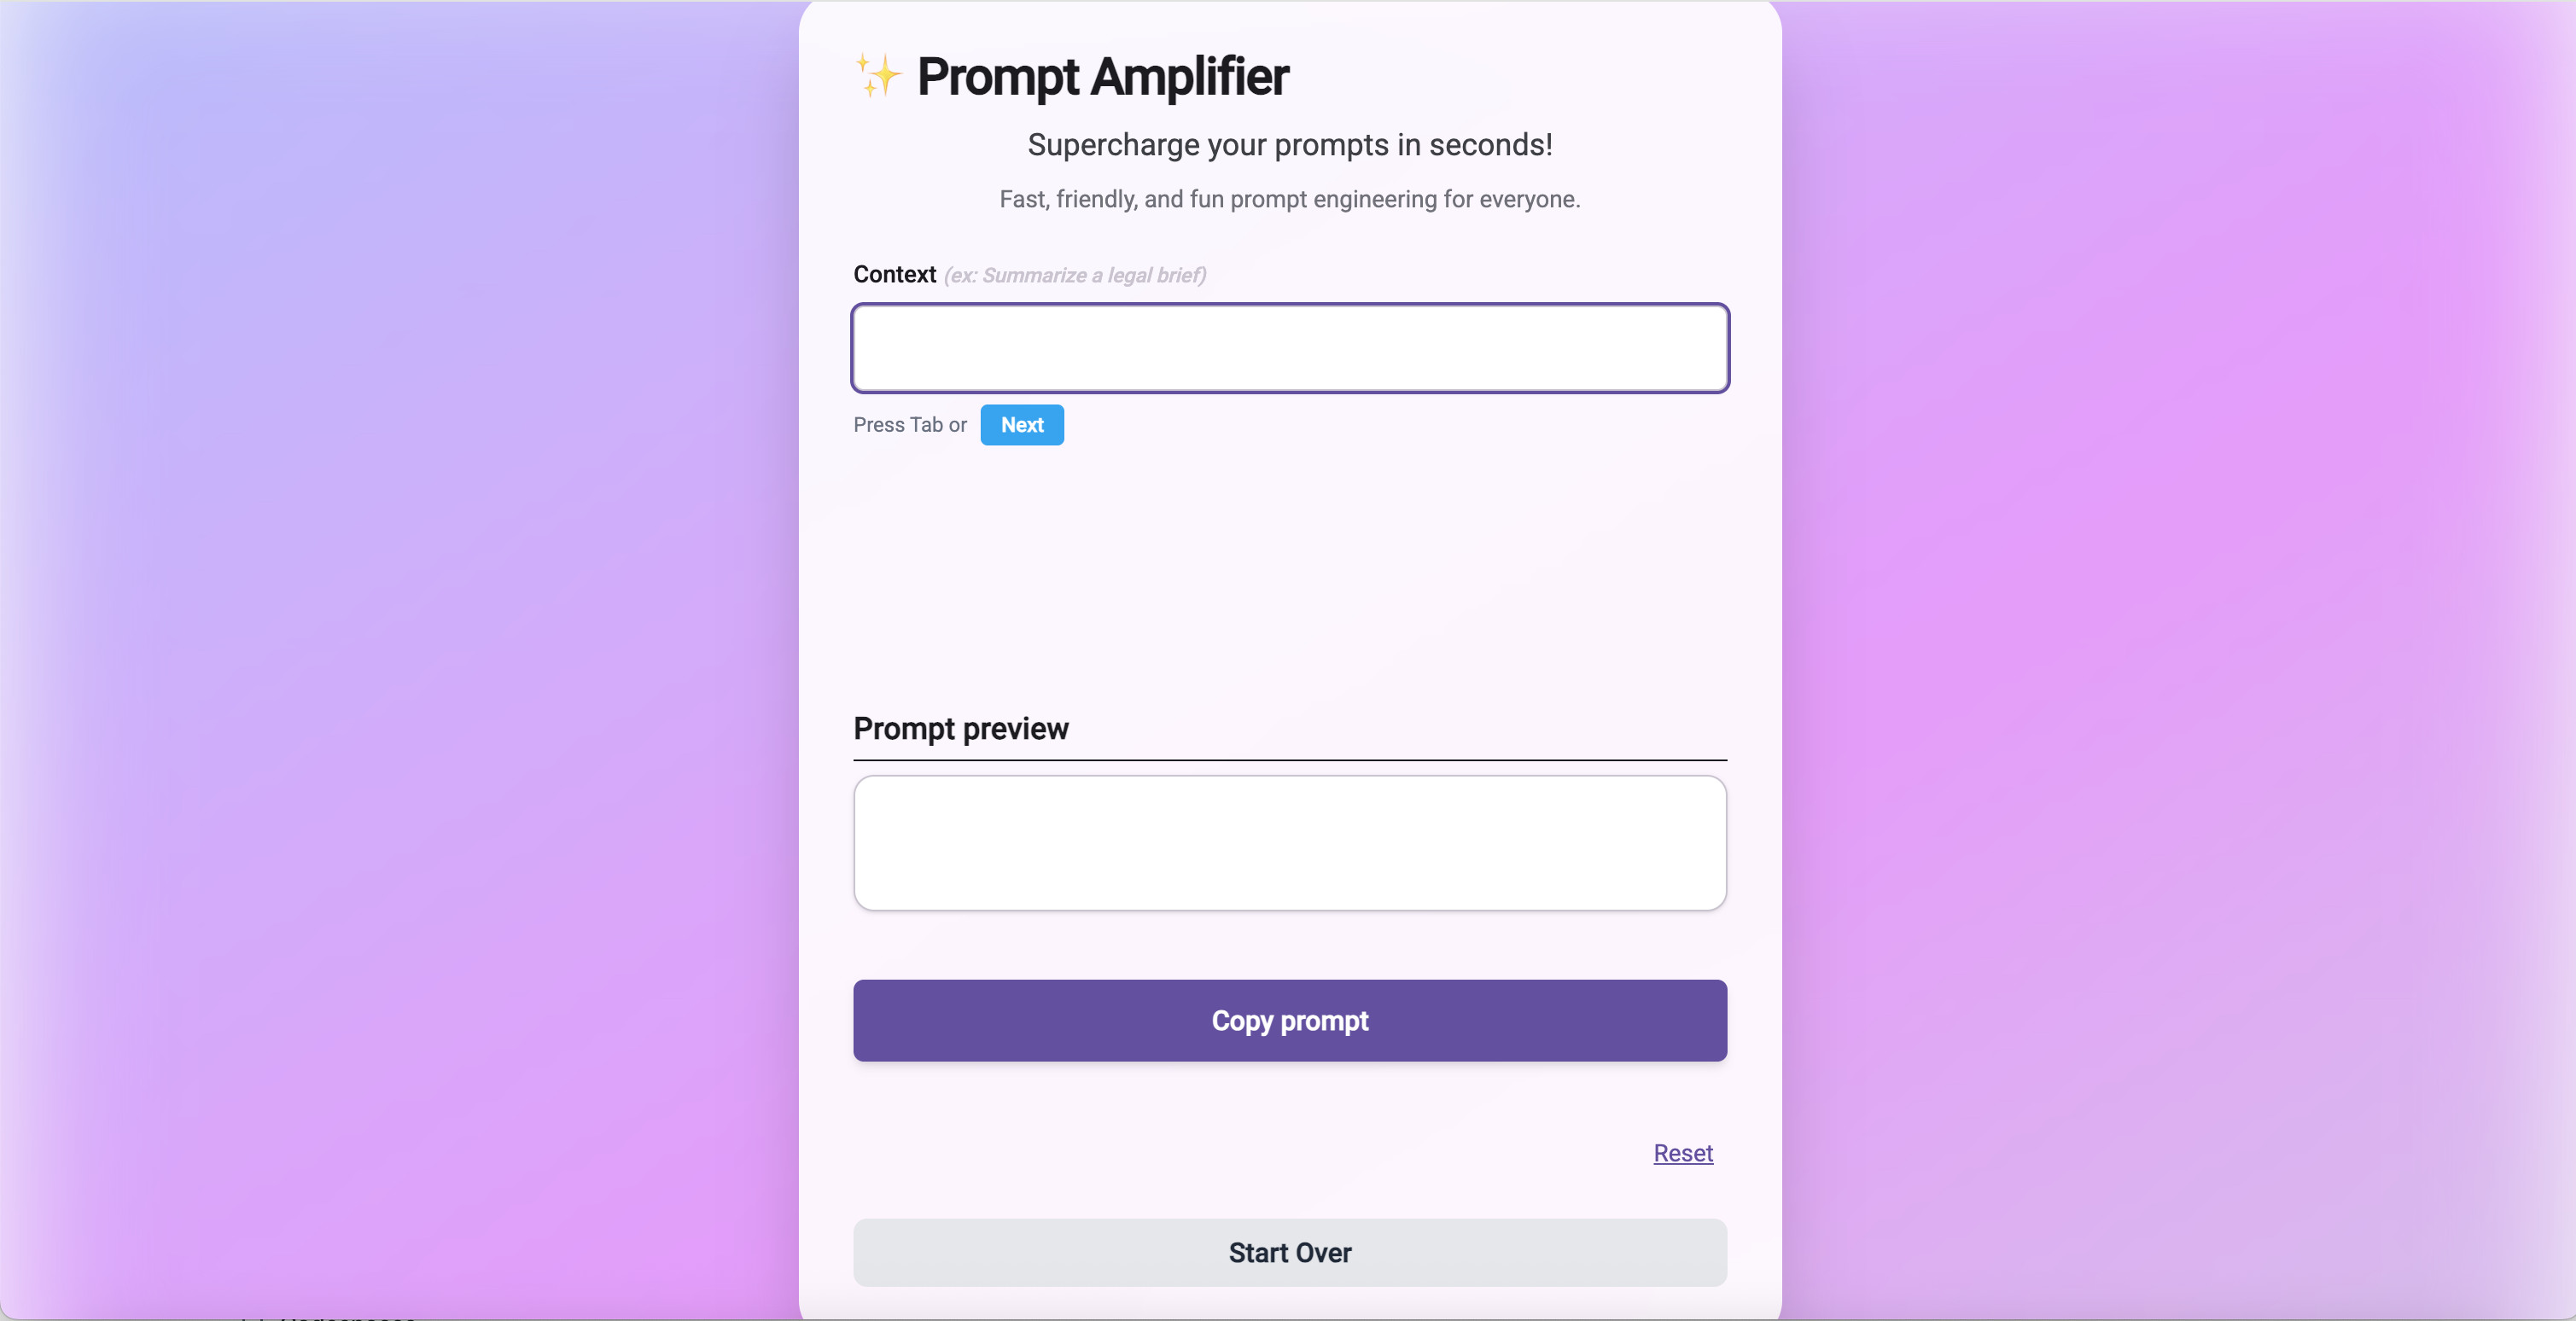 ✨ Prompt Amplifier
Supercharge your prompts in seconds!
Fast, friendly, and fun prompt engineering for everyone.
Context (ex: Summarize a legal brief)
Press Tab or Next
Prompt preview
Copy prompt
Reset
Start Over